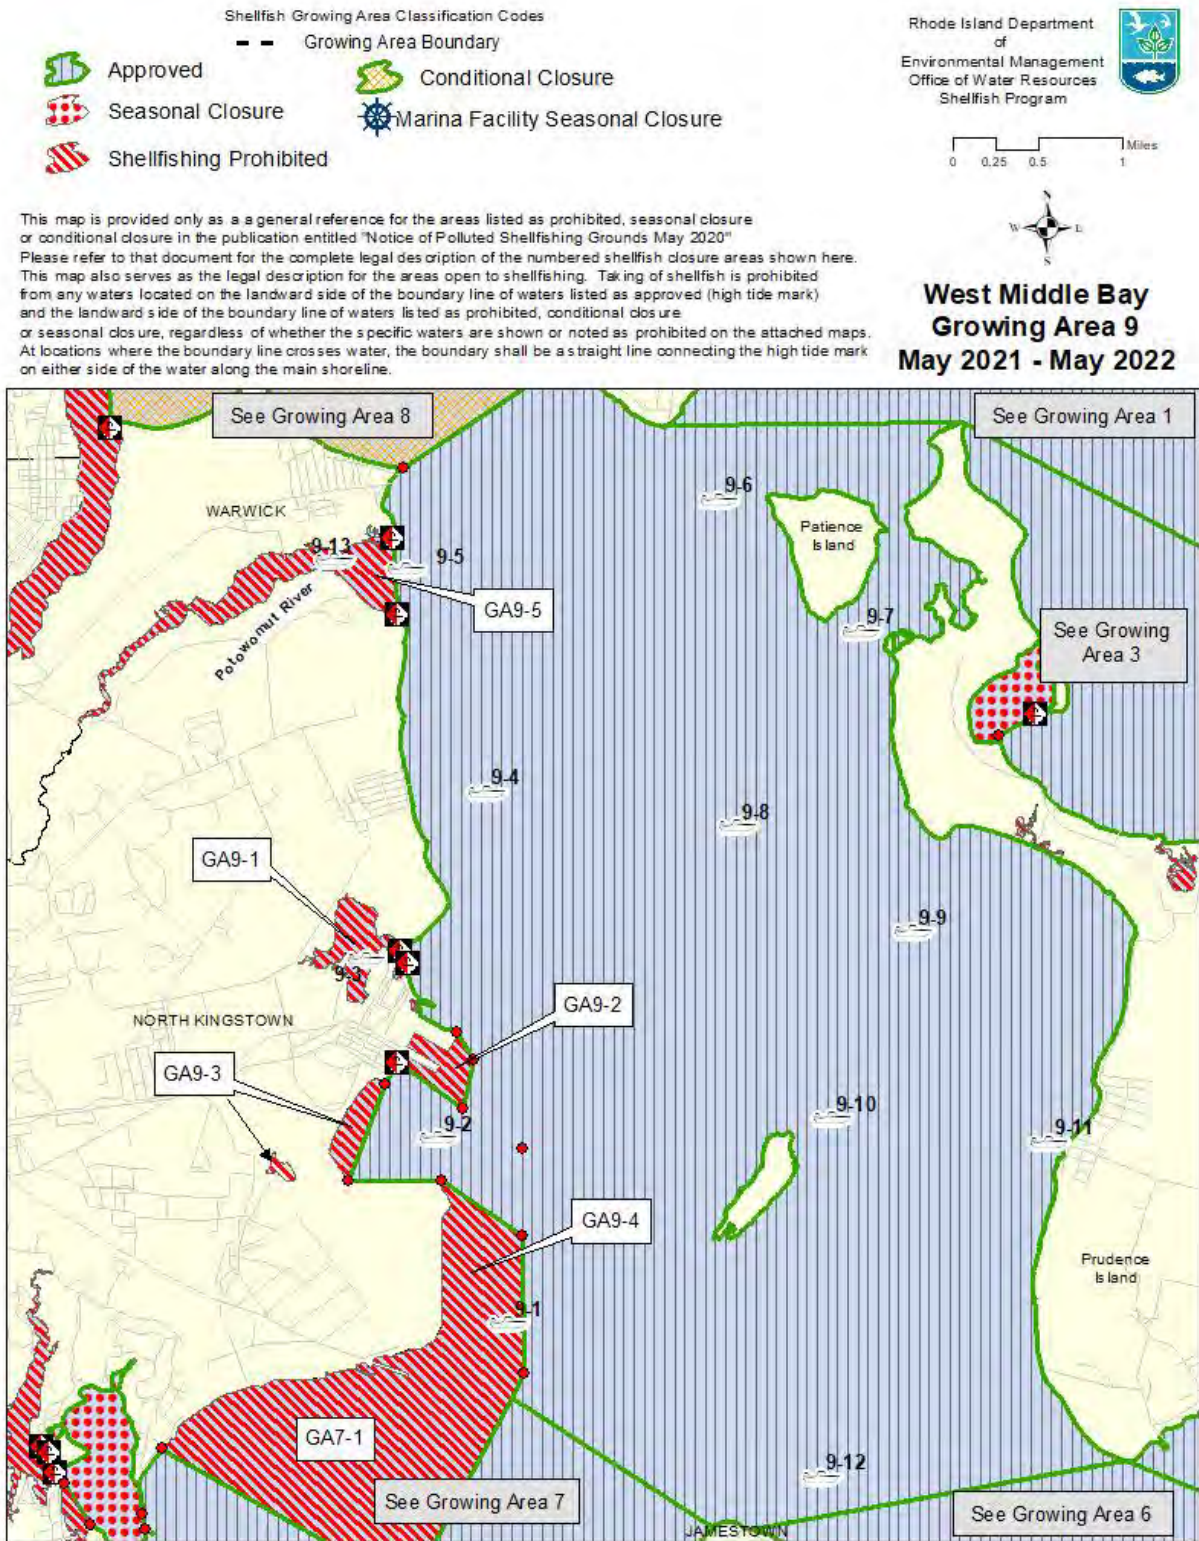 Shellfish Growing Area Classification Codes
Growing Area Boundary
Approved
Conditional Closure
Seasonal Closure
Marina Facility Seasonal Closure
Shellfishing Prohibited
Rhode Island Department
of
Environmental Management
Office of Water Resources
Shellfish Program
Miles
0 0.25 0.5 1
N
W E
S
This map is provided only as a a general reference for the areas listed as prohibited, seasonal closure
or conditional closure in the publication entitled "Notice of Polluted Shellfishing Grounds May 2020"
Please refer to that document for the complete legal description of the numbered shellfish closure areas shown here.
This map also serves as the legal description for the areas open to shellfishing. Taking of shellfish is prohibited
from any waters located on the landward side of the boundary line of waters listed as approved (high tide mark)
and the landward side of the boundary line of waters listed as prohibited, conditional closure
or seasonal closure, regardless of whether the specific waters are shown or noted as prohibited on the attached maps.
At locations where the boundary line crosses water, the boundary shall be a straight line connecting the high tide mark
on either side of the water along the main shoreline.
West Middle Bay
Growing Area 9
May 2021 - May 2022
See Growing Area 8
See Growing Area 1
9-6
WARWICK
Patience
Island
9-13
9-5
GA9-5
Potowomut River
9-7
See Growing
Area 3
9-4
9-8
GA9-1
9-9
9-3
GA9-2
NORTH KINGSTOWN
GA9-3
9-10
9-2
9-11
GA9-4
Prudence
Island
9-1
GA7-1
9-12
See Growing Area 7
See Growing Area 6
JAMESTOWN